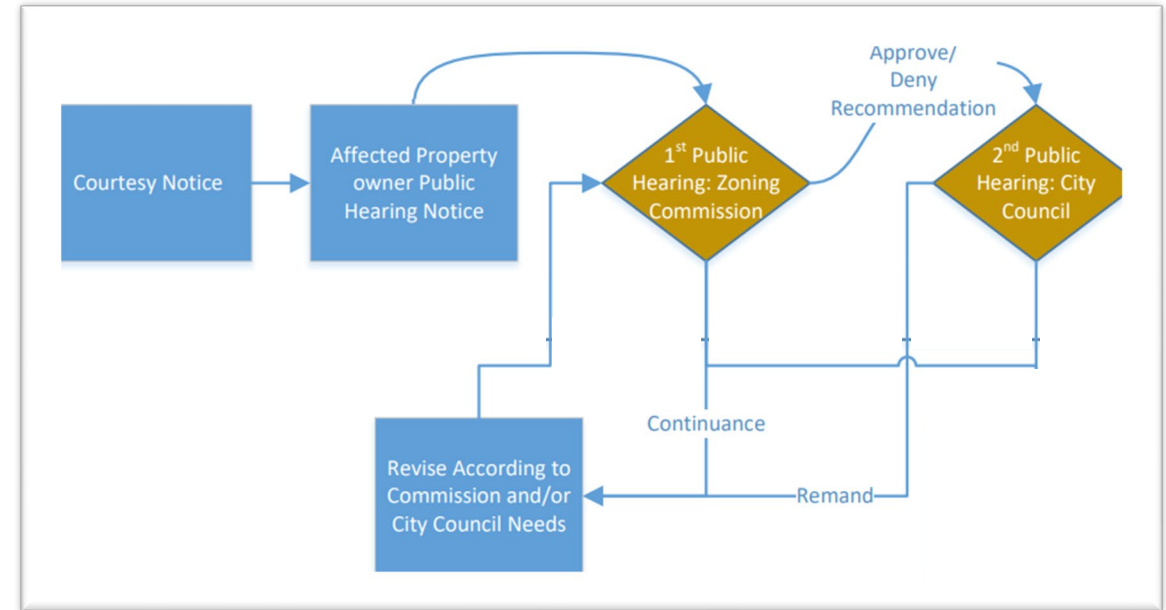 Courtesy Notice
Affected Property
owner Public
Hearing Notice
1st Public
Hearing: Zoning
Commission
Approve/
Deny
Recommendation
2nd Public
Hearing: City
Council
Continuance
Revise According to
Commission and/or
City Council Needs
Remand